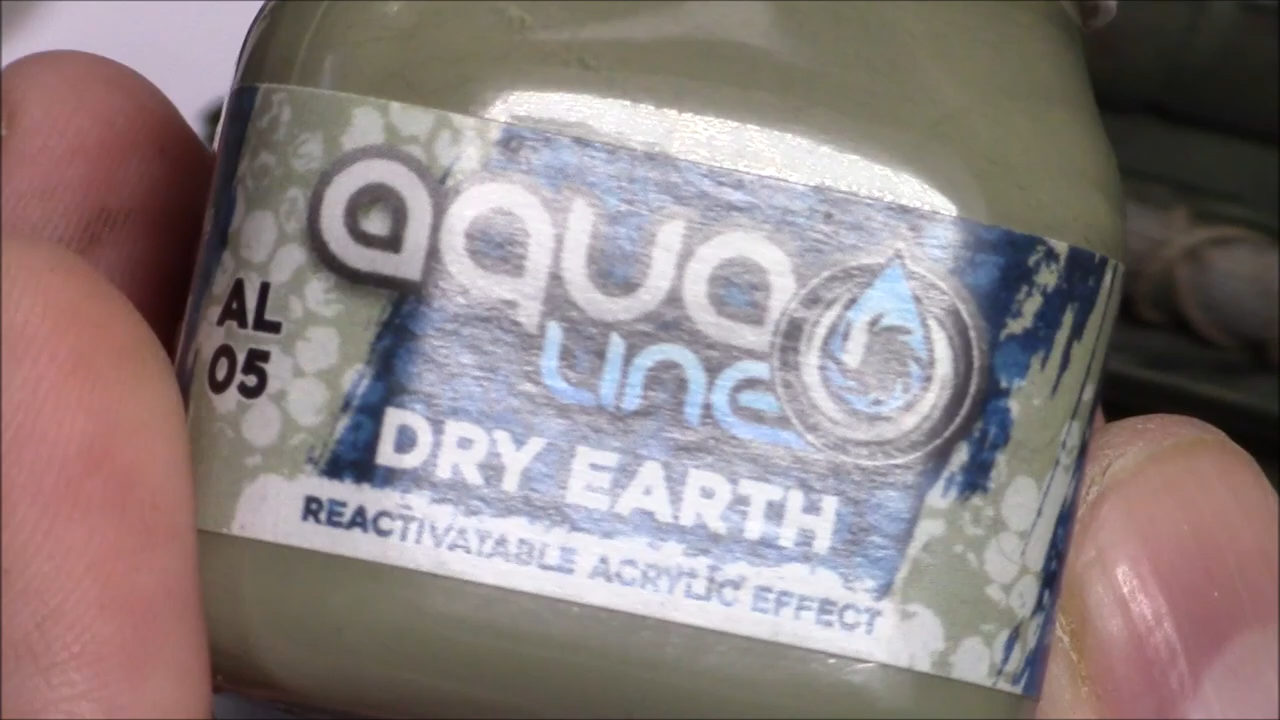 AL
05
aqua
line
DRY EARTH
REACTIVATABLE ACRYLIC EFFECT